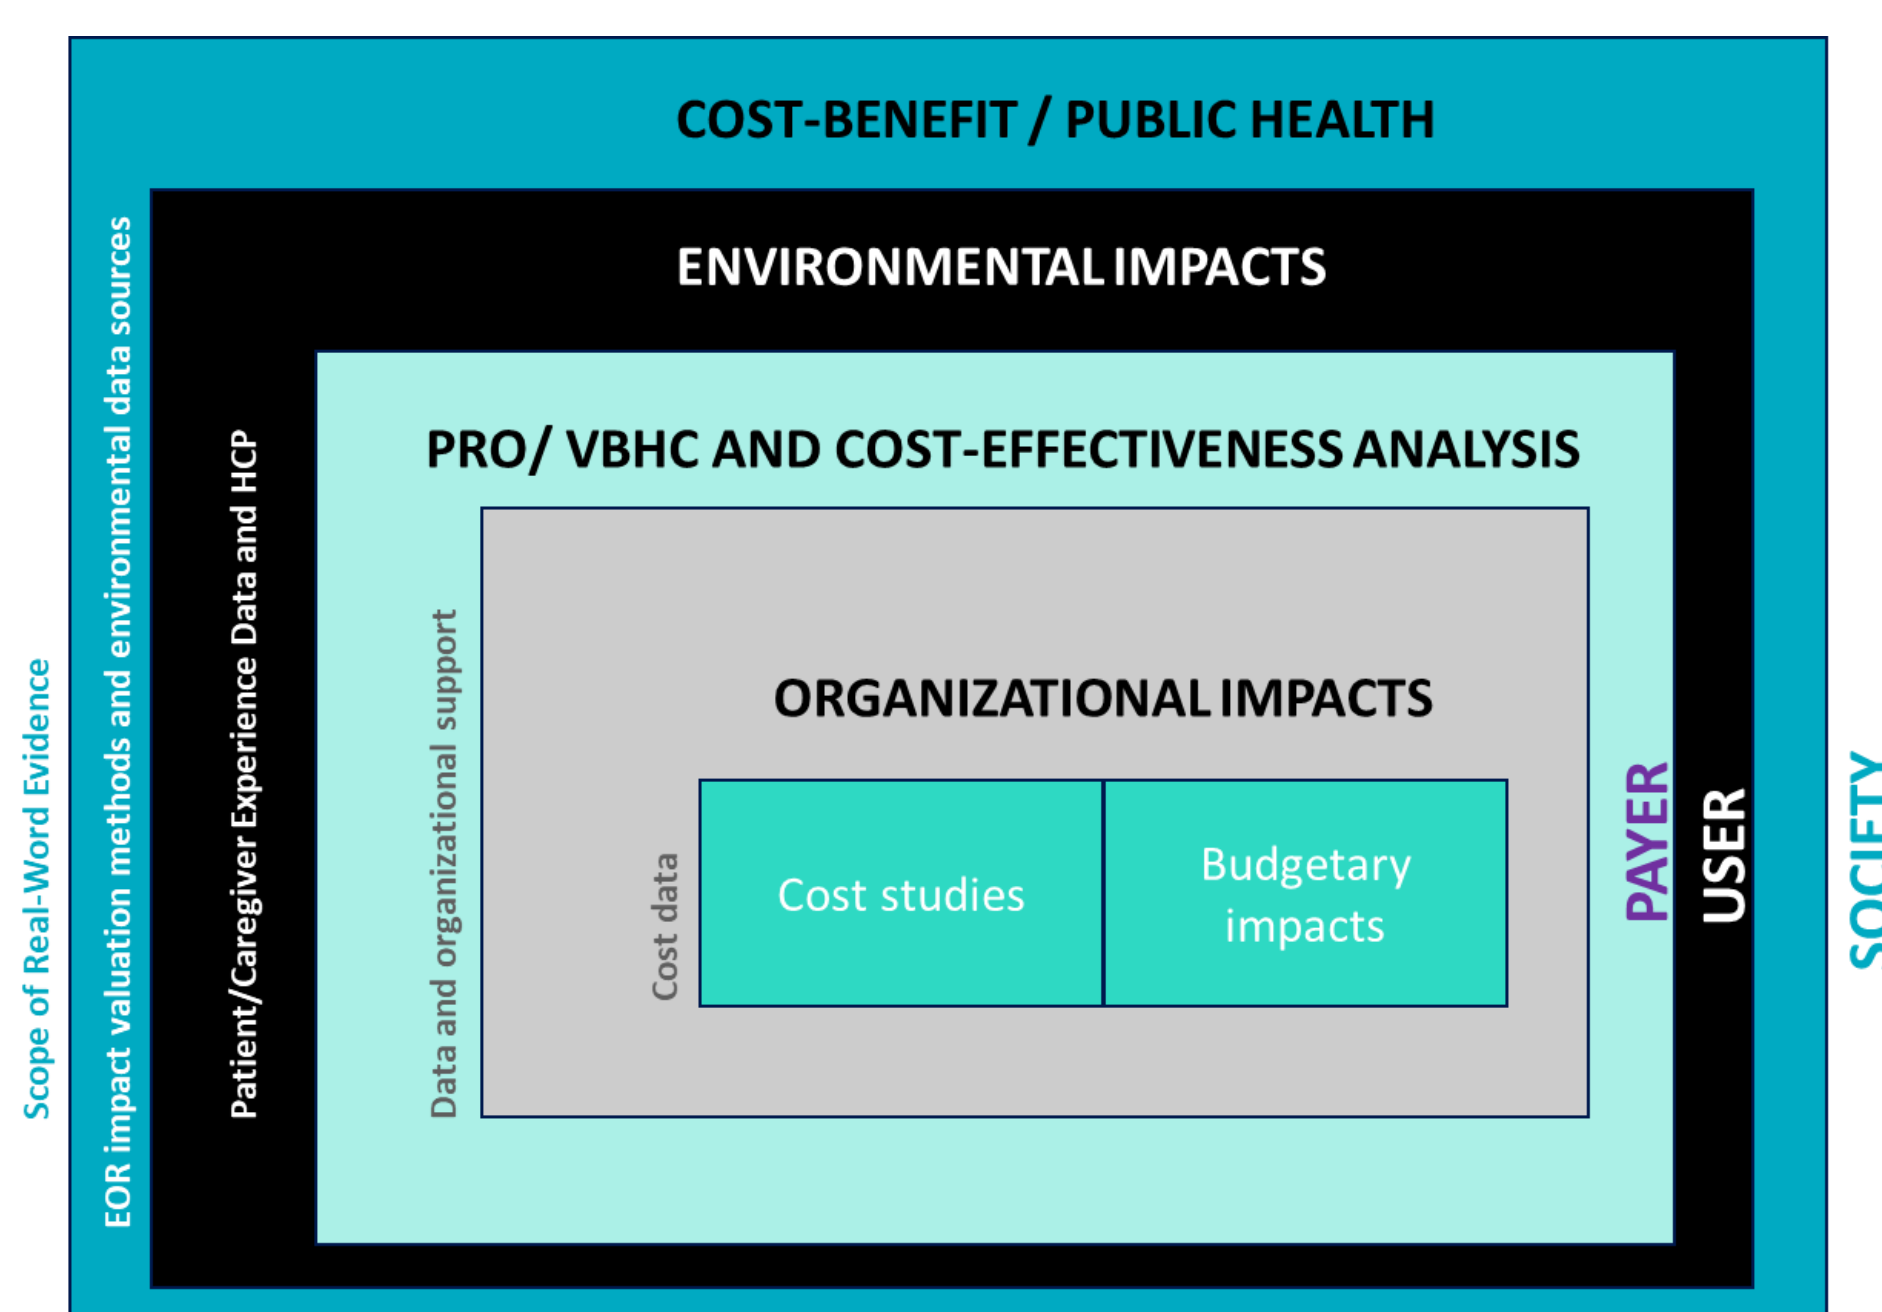 COST-BENEFIT / PUBLIC HEALTH
ENVIRONMENTAL IMPACTS
PRO/ VBHC AND COST-EFFECTIVENESS ANALYSIS
ORGANIZATIONAL IMPACTS
Cost studies
Budgetary
impacts
Scope of Real-Word Evidence
EOR impact valuation methods and environmental data sources
Patient/Caregiver Experience Data and HCP
Data and organizational support
Cost data
PAYER
USER
SOCIETY